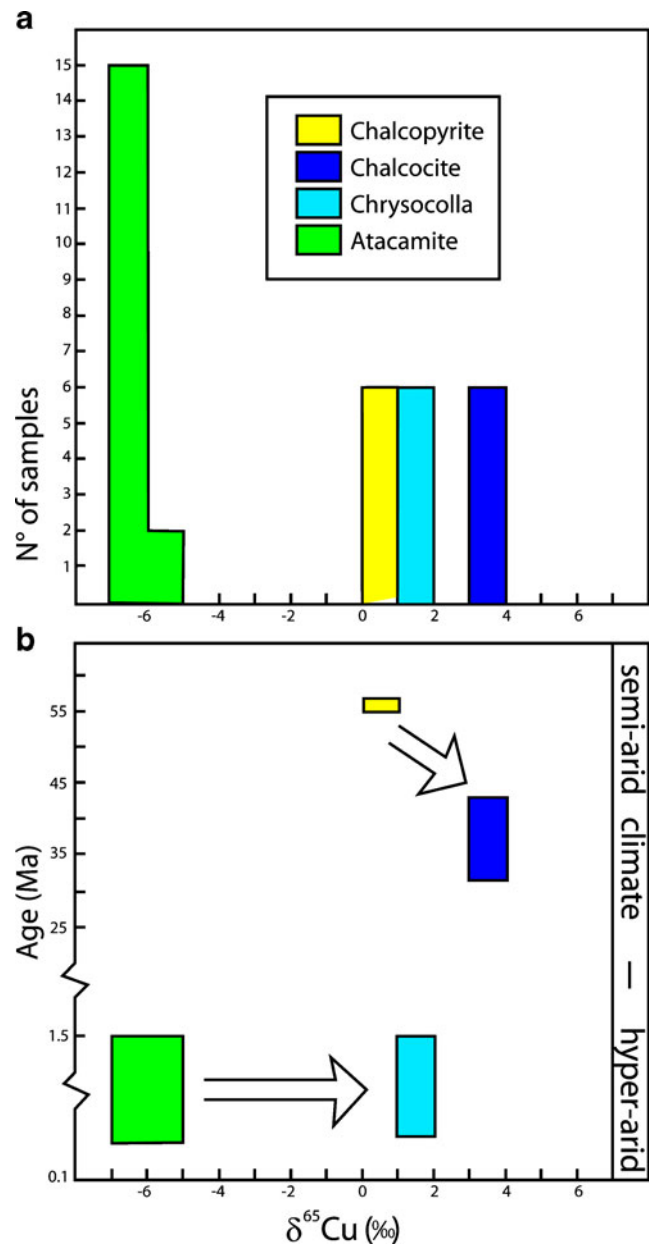 a
N° of samples
15
14
13
12
11
10
9
8
7
6
5
4
3
2
1
Chalcopyrite
Chalcocite
Chrysocolla
Atacamite
-6 -4 -2 0 2 4 6
b
Age (Ma)
55
45
35
25
1.5
0.1
semi-arid climate — hyper-arid
-6 -4 -2 0 2 4 6
δ⁶⁵Cu (‰)